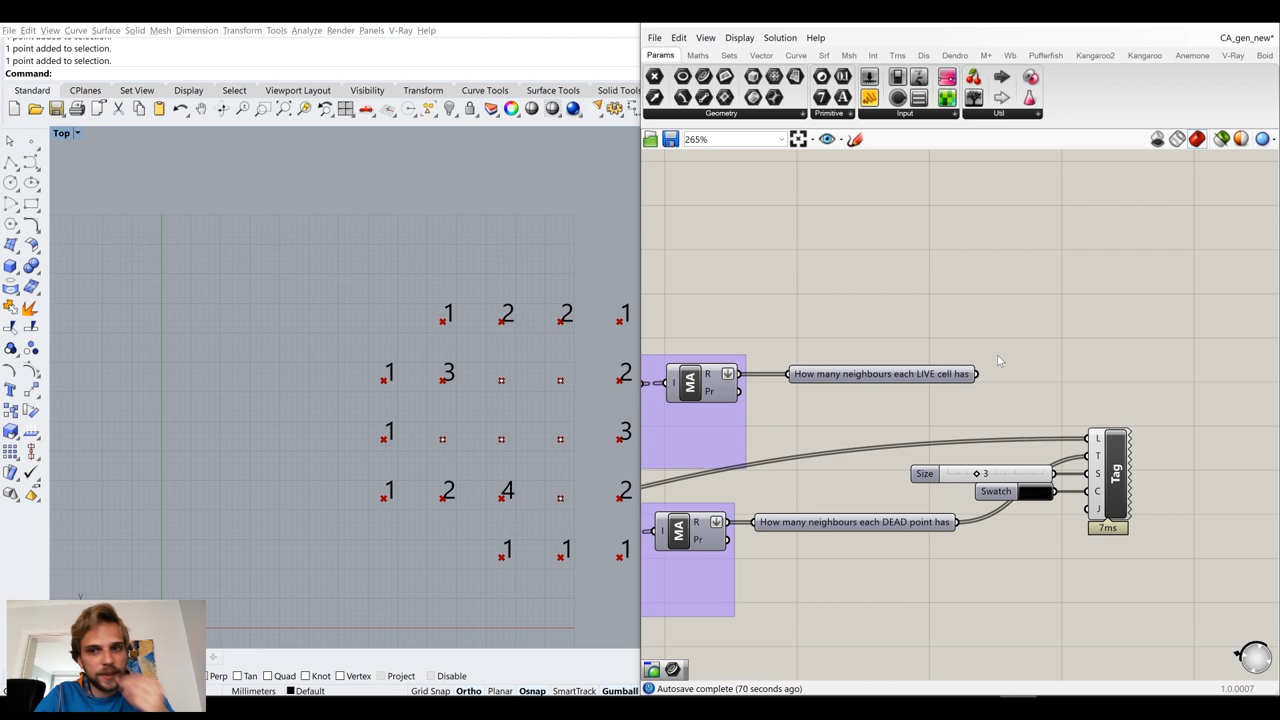 File Edit View Curve Surface Solid Mesh Dimension Transform Tools Analyze Render Panels V-Ray Help
1 point added to selection.
1 point added to selection.
Command:
Standard CPlanes Set View Display Select Viewport Layout Visibility Transform Curve Tools Surface Tools Solid Tools
Top
1 2 2 1
1 3 2
1 3
1 2 4 2
1 1 1
y
Perp Tan Quad Knot Vertex Project Disable
Millimeters Default Grid Snap Ortho Planar Osnap SmartTrack Gumball
File Edit View Display Solution Help CA_gen_new*
Params Maths Sets Vector Curve Srf Msh Int Trns Dis Dendro M+ Wb Pufferfish Kangaroo2 Kangaroo Anemone V-Ray Boid
Geometry Primitive Input Util
265%
I MA R Pr How many neighbours each LIVE cell has
Size 3
Swatch
L T S C J Tag
7ms
I MA R Pr How many neighbours each DEAD point has
Autosave complete (70 seconds ago) 1.0.0007